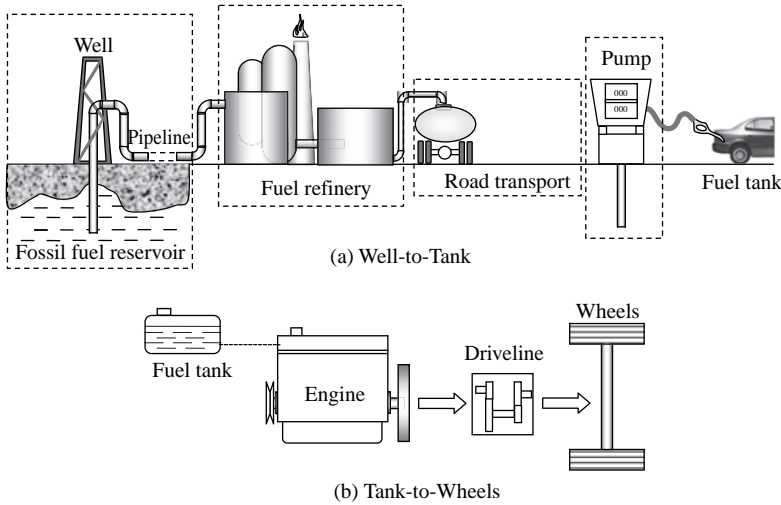 Well
Pipeline
Fossil fuel reservoir
Fuel refinery
Road transport
Pump
000
000
Fuel tank
(a) Well-to-Tank
Fuel tank
Engine
Driveline
Wheels
(b) Tank-to-Wheels